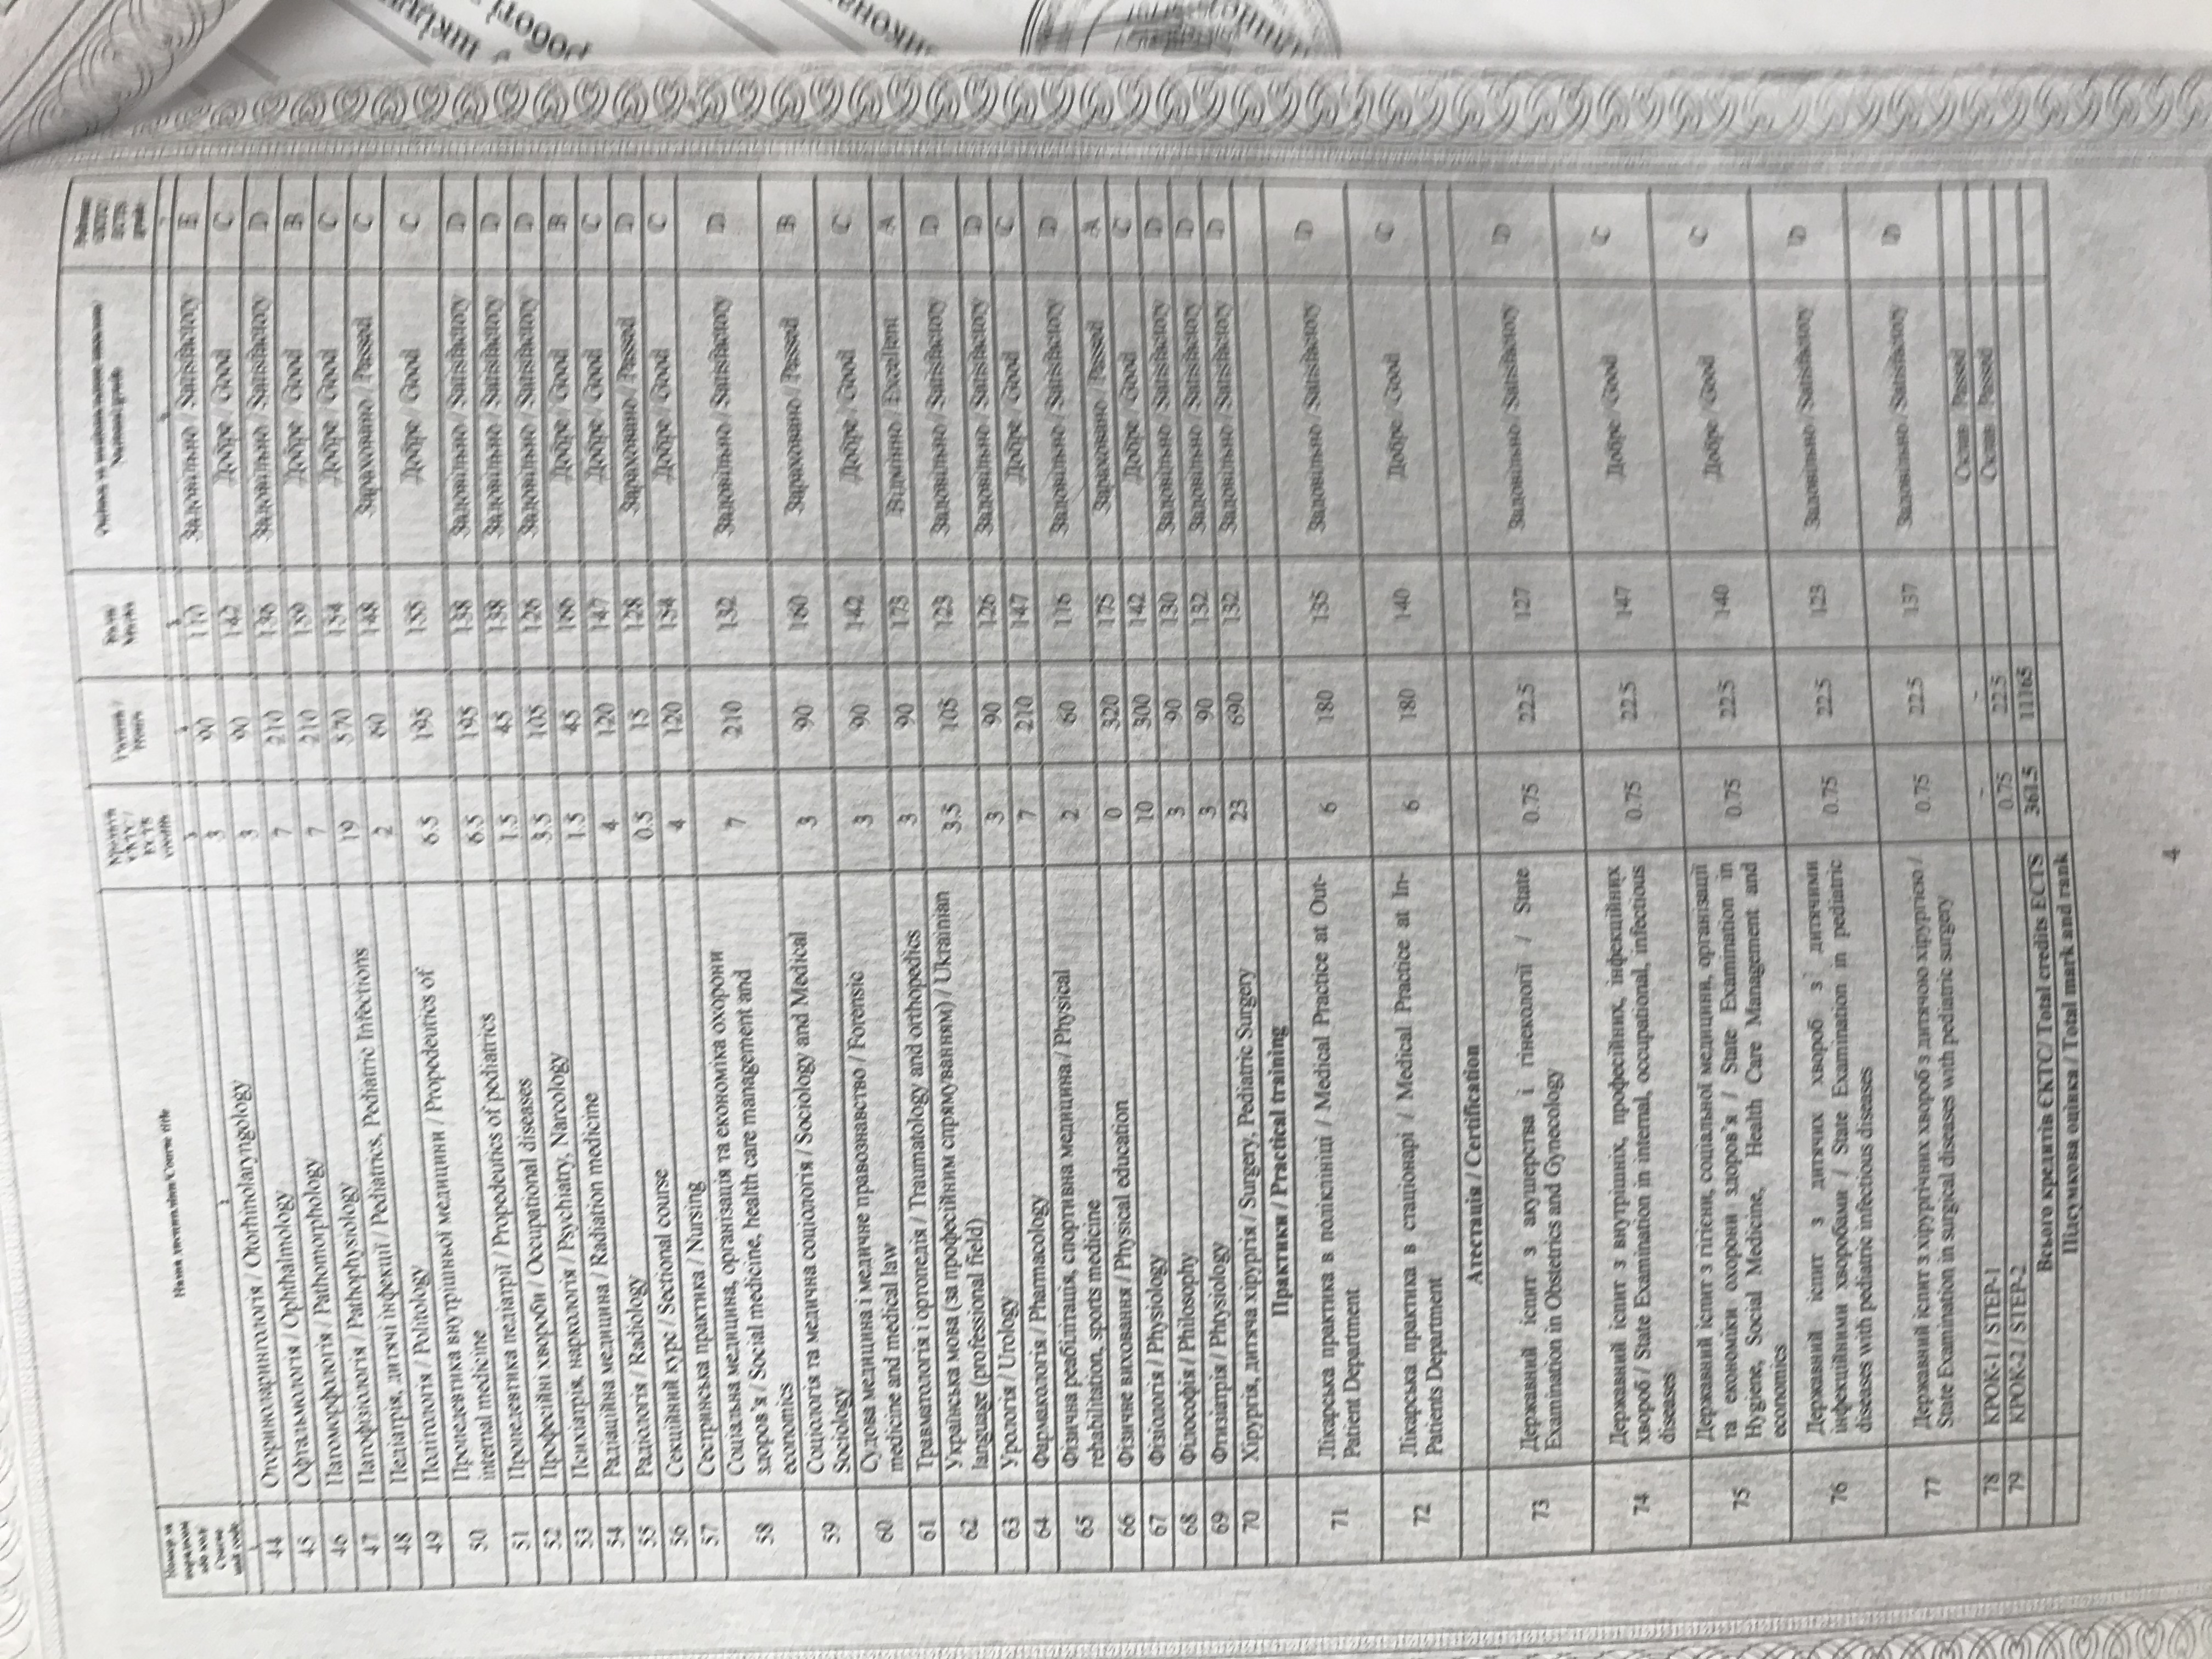 Номер за порядком або код/ Course unit code
Назва дисципліни/Course title
Кредити ЄКТС / ECTS credits
Години / Hours
Бали/ Marks
Оцінка за національною шкалою/ National grade
Рейтинг ЄКТС/ ECTS grade
1 2 3 4 5 6 7
44 Оториноларингологія / Otorhinolaryngology 3 90 110 Задовільно / Satisfactory E
45 Офтальмологія / Ophthalmology 3 90 142 Добре / Good C
46 Патоморфологія / Pathomorphology 7 210 136 Задовільно / Satisfactory D
47 Патофізіологія / Pathophysiology 7 210 159 Добре / Good B
48 Педіатрія, дитячі інфекції / Pediatrics, Pediatric Infections 19 570 154 Добре / Good C
49 Політологія / Politology 2 60 148 Зараховано / Passed C
50 Пропедевтика внутрішньої медицини / Propedeutics of
internal medicine 6.5 195 155 Добре / Good C
51 Пропедевтика педіатрії / Propedeutics of pediatrics 6.5 195 138 Задовільно / Satisfactory D
52 Професійні хвороби / Occupational diseases 1.5 45 138 Задовільно / Satisfactory D
53 Психіатрія, наркологія / Psychiatry, Narcology 3.5 105 126 Задовільно / Satisfactory D
54 Радіаційна медицина / Radiation medicine 1.5 45 166 Добре / Good B
55 Радіологія / Radiology 4 120 147 Добре / Good C
56 Секційний курс / Sectional course 0.5 15 128 Зараховано / Passed D
57 Сестринська практика / Nursing 4 120 154 Добре / Good C
58 Соціальна медицина, організація та економіка охорони
здоров’я / Social medicine, health care management and
economics 7 210 132 Задовільно / Satisfactory D
59 Соціологія та медична соціологія / Sociology and Medical
Sociology 3 90 160 Зараховано / Passed B
60 Судова медицина і медичне правознавство / Forensic
medicine and medical law 3 90 142 Добре / Good C
61 Травматологія і ортопедія / Traumatology and orthopedics 3 90 173 Відмінно / Excellent A
62 Українська мова (за професійним спрямуванням) / Ukrainian
language (professional field) 3.5 105 123 Задовільно / Satisfactory D
63 Урологія / Urology 3 90 126 Задовільно / Satisfactory D
64 Фармакологія / Pharmacology 7 210 147 Добре / Good C
65 Фізична реабілітація, спортивна медицина / Physical
rehabilitation, sports medicine 2 60 116 Задовільно / Satisfactory D
66 Фізичне виховання / Physical education 0 320 175 Зараховано / Passed A
67 Фізіологія / Physiology 10 300 142 Добре / Good C
68 Філософія / Philosophy 3 90 130 Задовільно / Satisfactory D
69 Фтизіатрія / Phtysiology 3 90 132 Задовільно / Satisfactory D
70 Хірургія, дитяча хірургія / Surgery, Pediatric Surgery 23 690 132 Задовільно / Satisfactory D
Практики / Practical training
71 Лікарська практика в поліклініці / Medical Practice at Out-
Patient Department 6 180 135 Задовільно / Satisfactory D
72 Лікарська практика в стаціонарі / Medical Practice at In-
Patients Department 6 180 140 Добре / Good C
Атестація / Certification
73 Державний іспит з акушерства і гінекології / State
Examination in Obstetrics and Gynecology 0.75 22.5 127 Задовільно / Satisfactory D
74 Державний іспит з внутрішніх, професійних, інфекційних
хвороб / State Examination in internal, occupational, infectious
diseases 0.75 22.5 147 Добре / Good C
75 Державний іспит з гігієни, соціальної медицини, організації
та економіки охорони здоров’я / State Examination in
Hygiene, Social Medicine, Health Care Management and
economics 0.75 22.5 140 Добре / Good C
76 Державний іспит з дитячих хвороб з дитячими
інфекційними хворобами / State Examination in pediatric
diseases with pediatric infectious diseases 0.75 22.5 123 Задовільно / Satisfactory D
77 Державний іспит з хірургічних хвороб з дитячою хірургією /
State Examination in surgical diseases with pediatric surgery 0.75 22.5 137 Задовільно / Satisfactory D
78 КРОК-1 / STEP-1 - - Склав / Passed
79 КРОК-2 / STEP-2 0.75 22.5 Склав / Passed
Всього кредитів ЄКТС/ Total credits ECTS 361.5 11165
Підсумкова оцінка / Total mark and rank
4